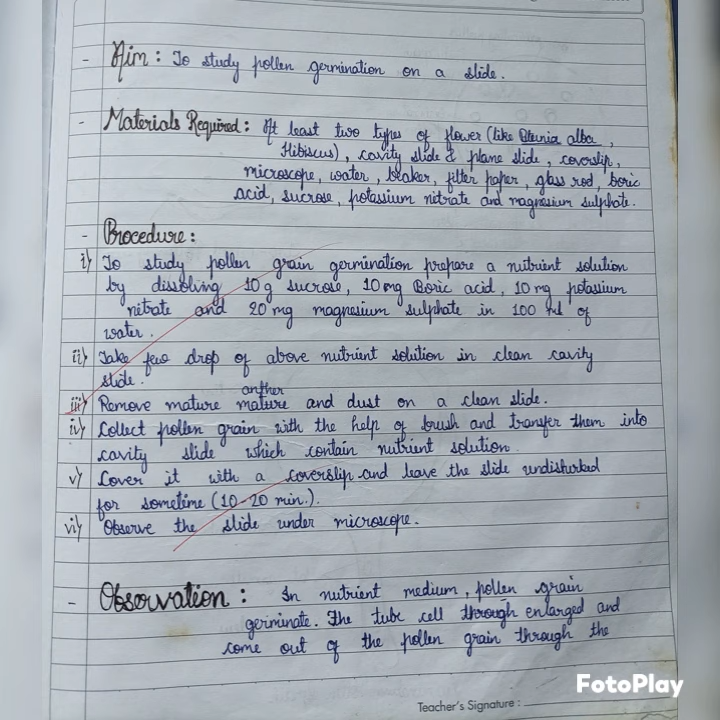 - Aim : To study pollen germination on a slide.
- Materials Required : At least two types of flower (like
Hibiscus), cavity slide & plane slide, coverslip,
microscope, water, beaker, filter paper, glass rod, boric
acid, sucrose, potassium nitrate and magnesium sulphate.
- Procedure :
i) To study pollen grain germination prepare a nutrient solution
by dissolving 10g sucrose, 10mg Boric acid, 10 mg potassium
nitrate and 20 mg magnesium sulphate in 100 of
water.
ii) Take few drop of above nutrient solution in clean cavity
slide.
anther
iii) Remove mature mature and dust on a clean slide.
iv) Collect pollen grain with the help of brush and transfer them into
cavity slide which contain nutrient solution.
v) Cover it with a coverslip and leave the slide undisturbed
for sometime (10-20 min.).
vi) Observe the slide under microscope.
- Observation : In nutrient medium, pollen grain
geriminate. The tube cell through enlarged and
come out of the pollen grain through the
FotoPlay
Teacher's Signature :